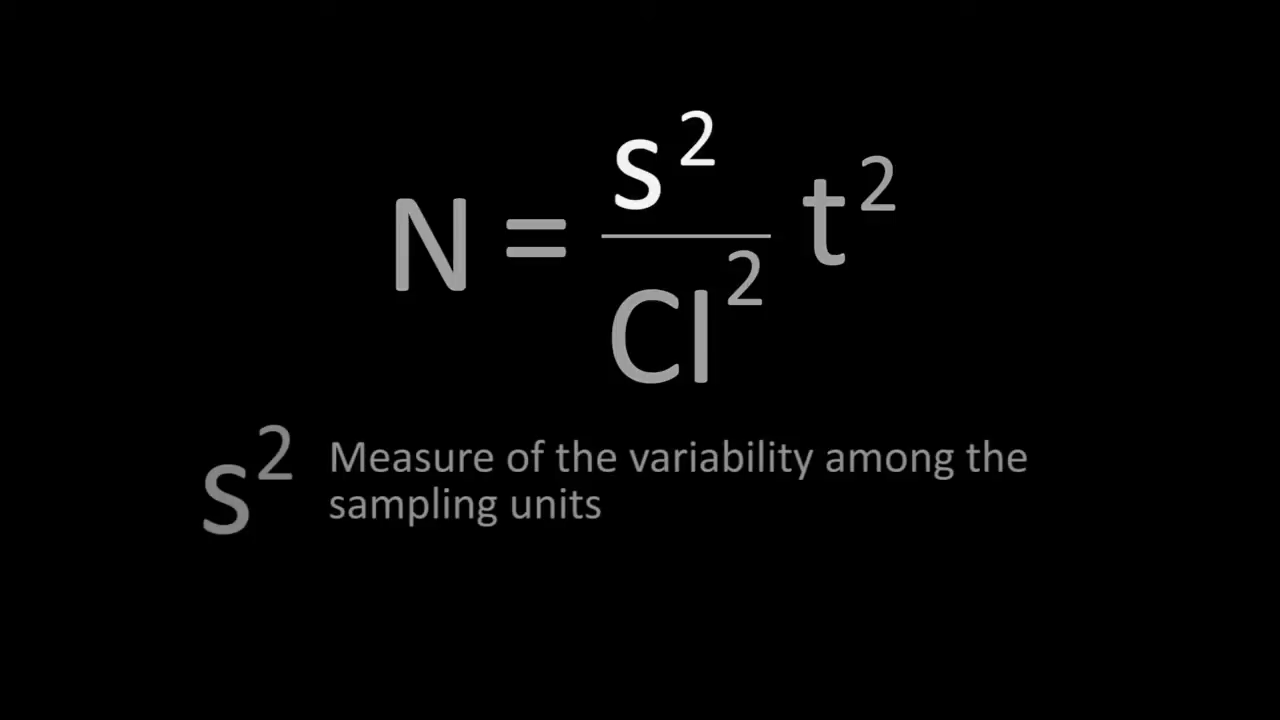 N = s² / CI² t²
s² Measure of the variability among the
sampling units